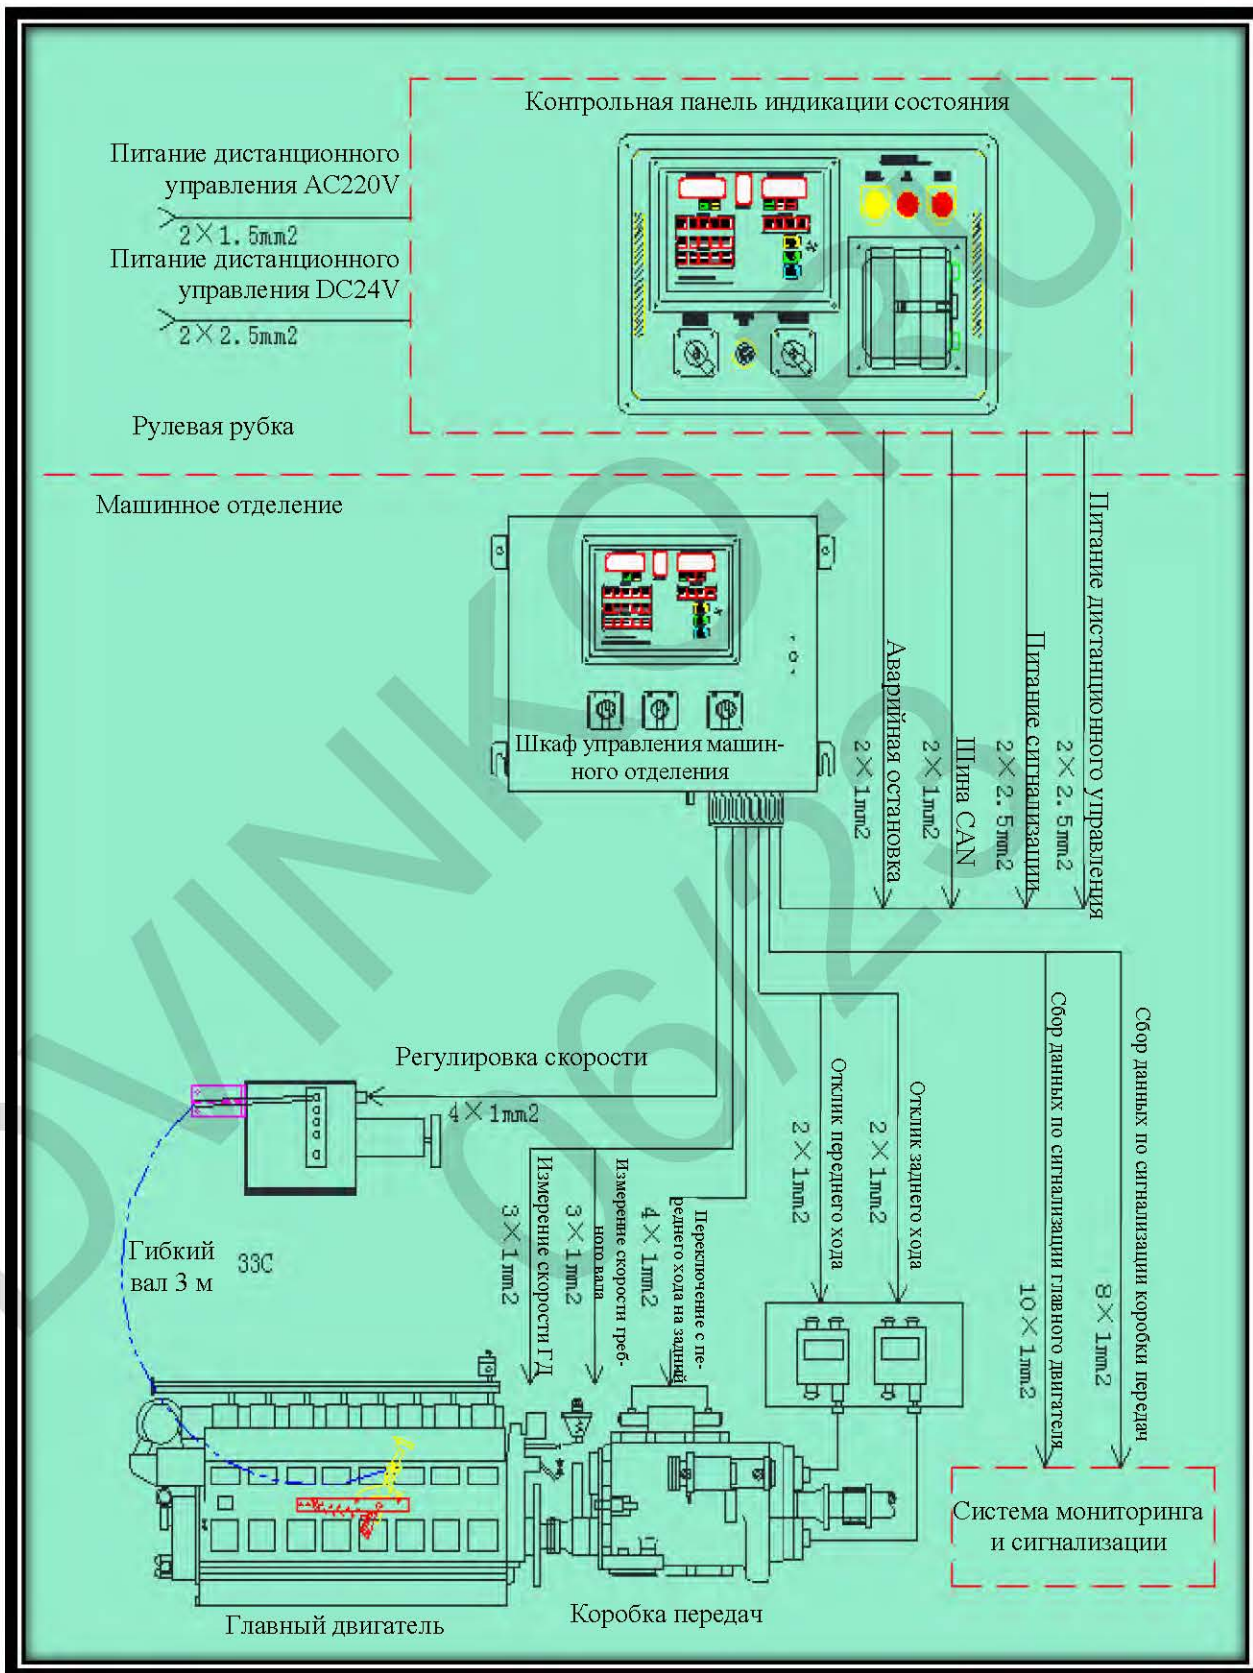 Контрольная панель индикации состояния
Питание дистанционного
управления AC220V
2×1.5mm2
Питание дистанционного
управления DC24V
2×2.5mm2
Рулевая рубка
Машинное отделение
Шкаф управления машин-
ного отделения
Аварийная остановка
2×1mm2
Шина CAN
2×1mm2
Питание сигнализации
2×2.5mm2
Питание дистанционного управления
2×2.5mm2
Регулировка скорости
4×1mm2
Гибкий
вал 3 м
33C
Измерение скорости ГД
3×1mm2
Измерение скорости греб-
ного вала
3×1mm2
Переключение с пе-
реднего хода на задний
4×1mm2
Отклик переднего хода
2×1mm2
Отклик заднего хода
2×1mm2
Сбор данных по сигнализации главного двигателя
10×1mm2
Сбор данных по сигнализации коробки передач
8×1mm2
Система мониторинга
и сигнализации
Главный двигатель
Коробка передач
DVINKO.RU
06/23